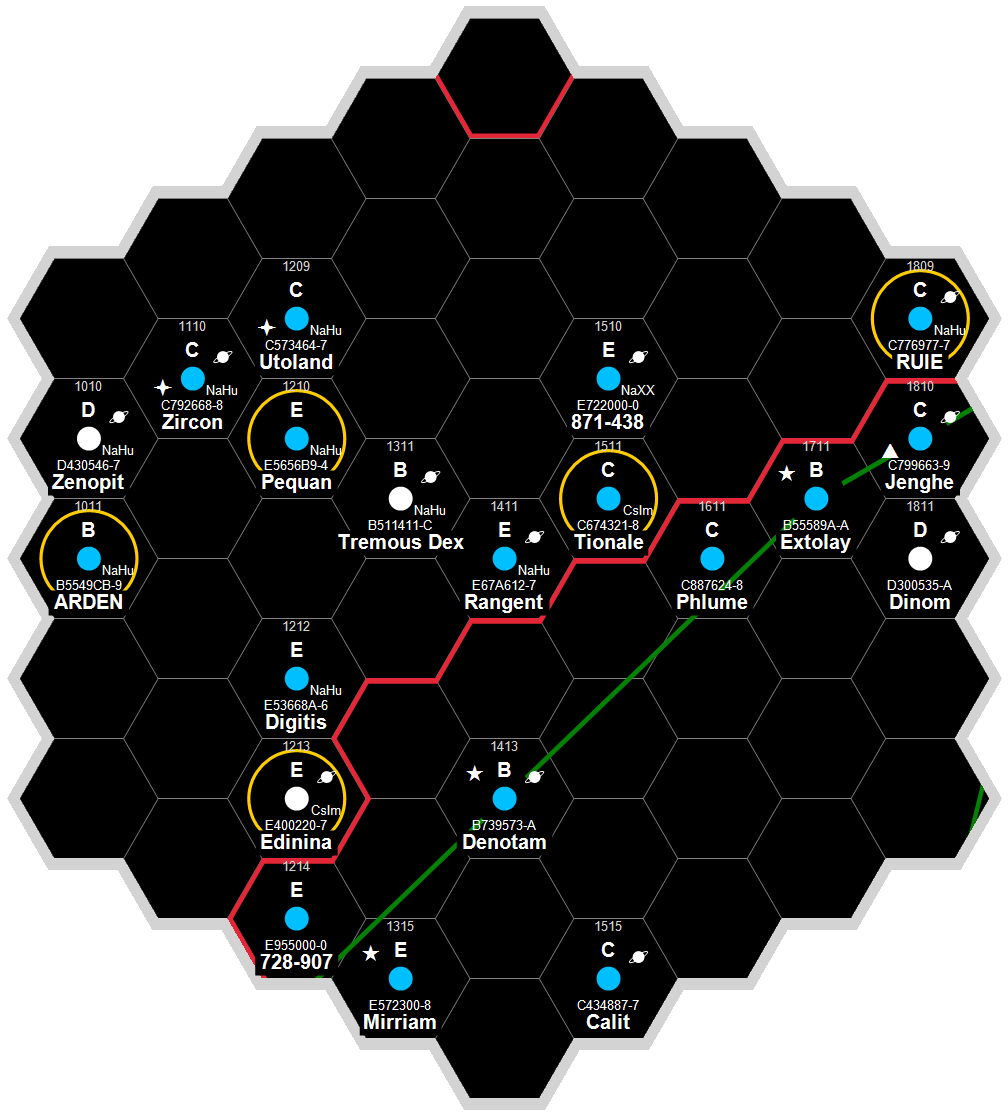 1809
C
NaHu
C776977-7
RUIE
1209
C
NaHu
C573464-7
Utoland
1110
C
NaHu
C792668-8
Zircon
1510
E
NaXX
E722000-0
871-438
1010
D
NaHu
D430546-7
Zenopit
1210
E
NaHu
E5656B9-4
Pequan
1810
C
C799663-9
Jenghe
1311
B
NaHu
B511411-C
Tremous Dex
1511
C
CsIm
C674321-8
Tionale
1711
B
B55589A-A
Extolay
1011
B
NaHu
B5549CB-9
ARDEN
1411
E
NaHu
E67A612-7
Rangent
1611
C
C887624-8
Phlume
1811
D
D300535-A
Dinom
1212
E
NaHu
E53668A-6
Digitis
1213
E
CsIm
E400220-7
Edinina
1413
B
B739573-A
Denotam
1214
E
E955000-0
728-907
1315
E
E572300-8
Mirriam
1515
C
C434887-7
Calit